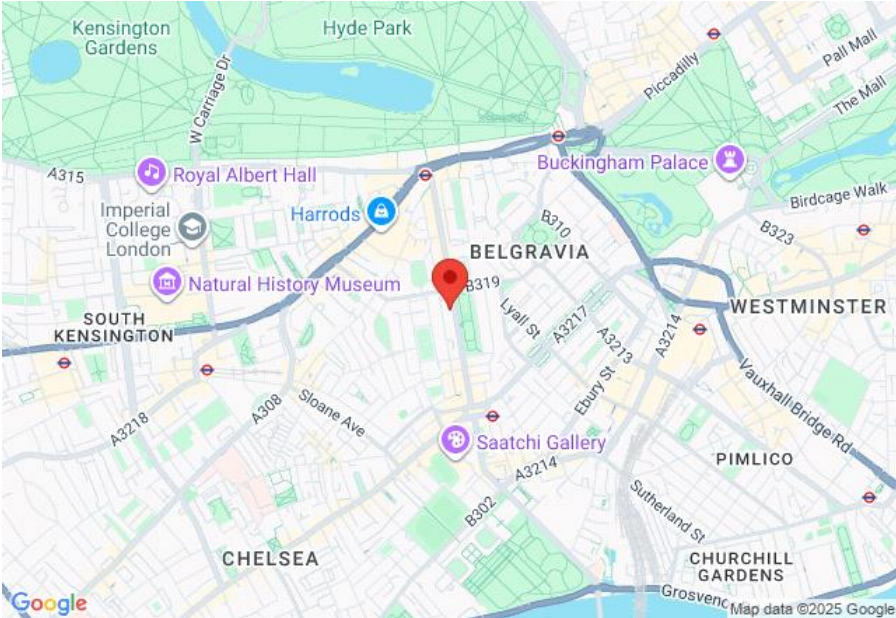 Kensington
Gardens
Hyde Park
W Carriage Dr
Piccadilly
Pall Mall
The Mall
A315
Royal Albert Hall
Buckingham Palace
Imperial
College
London
Harrods
B310
Birdcage Walk
B323
BELGRAVIA
Natural History Museum
B319
SOUTH
KENSINGTON
Lyall St
A3217
A3213
A3214
WESTMINSTER
Vauxhall Bridge Rd
Ebury St
A3218
A308
Sloane Ave
Saatchi Gallery
A3214
PIMLICO
B302
Sutherland St
CHELSEA
CHURCHILL
GARDENS
Grosveno
Google
Map data ©2025 Google